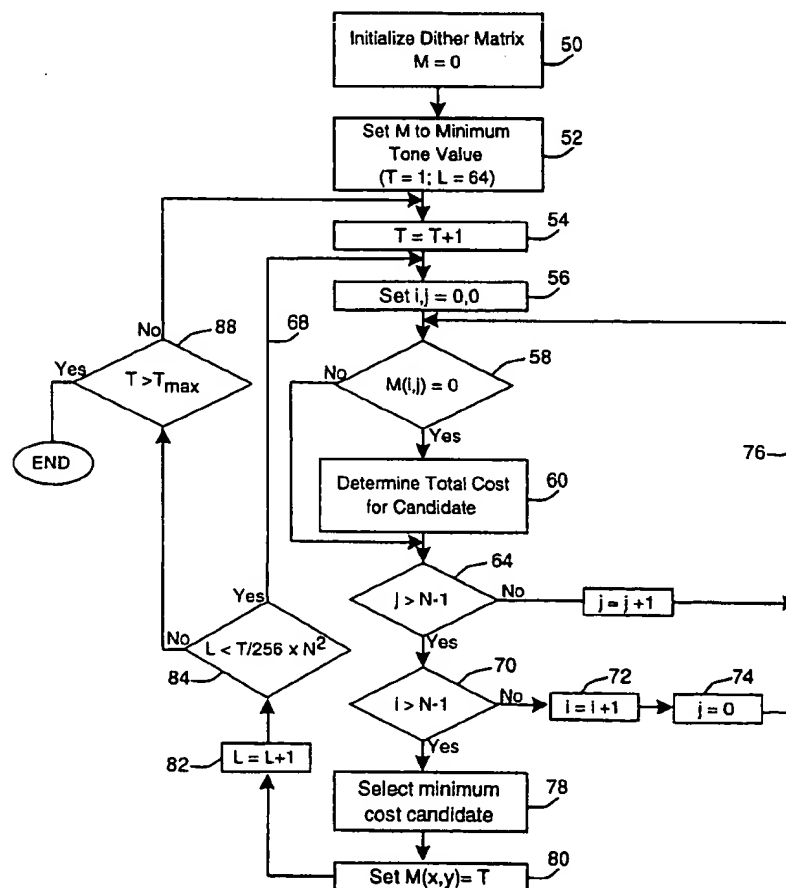 Initialize Dither Matrix
M = 0
50
Set M to Minimum
Tone Value
(T = 1; L = 64)
52
T = T+1
54
Set i,j = 0,0
56
No
88
68
Yes
T >Tmax
END
No
M(i,j) = 0
58
Yes
76
Determine Total Cost
for Candidate
60
64
j > N-1
No
j = j +1
Yes
Yes
No
L < T/256 x N²
84
70
i > N-1
No
72
i = i +1
74
j = 0
Yes
82
L = L+1
Select minimum
cost candidate
78
Set M(x,y)= T
80